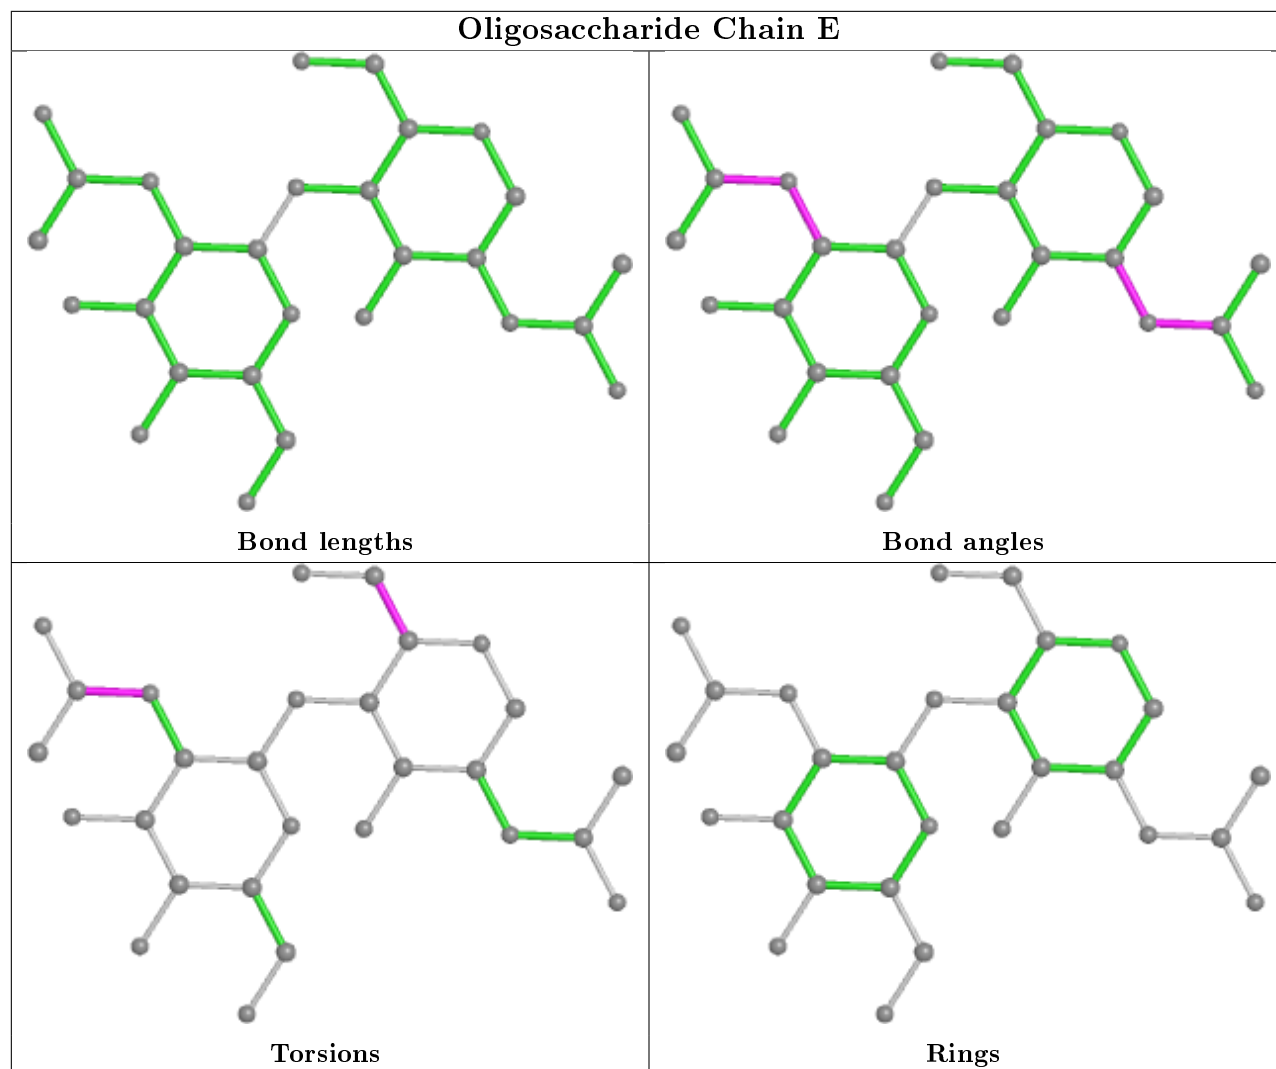 Oligosaccharide Chain E
Bond lengths
Bond angles
Torsions
Rings